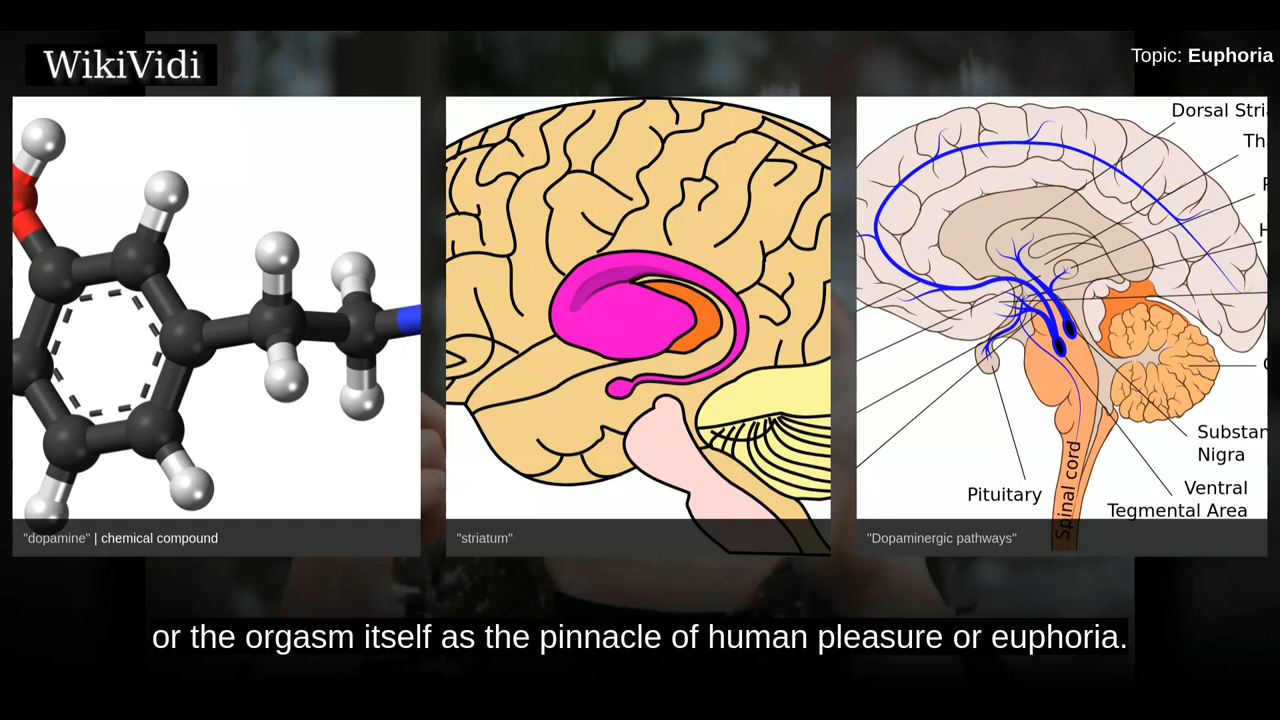 WikiVidi
Topic: Euphoria
Dorsal Stri
Th
H
Substan
Nigra
Pituitary
Ventral
Tegmental Area
Spinal cord
"dopamine" | chemical compound
"striatum"
"Dopaminergic pathways"
or the orgasm itself as the pinnacle of human pleasure or euphoria.